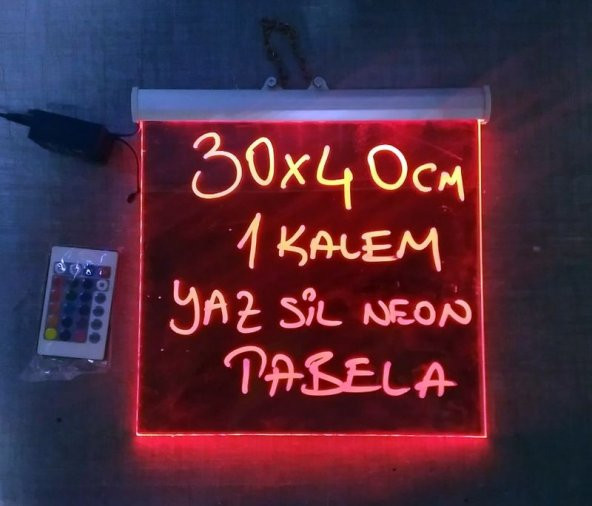 30x40cm
1 KALEM
YAZ SİL NEON
TABELA